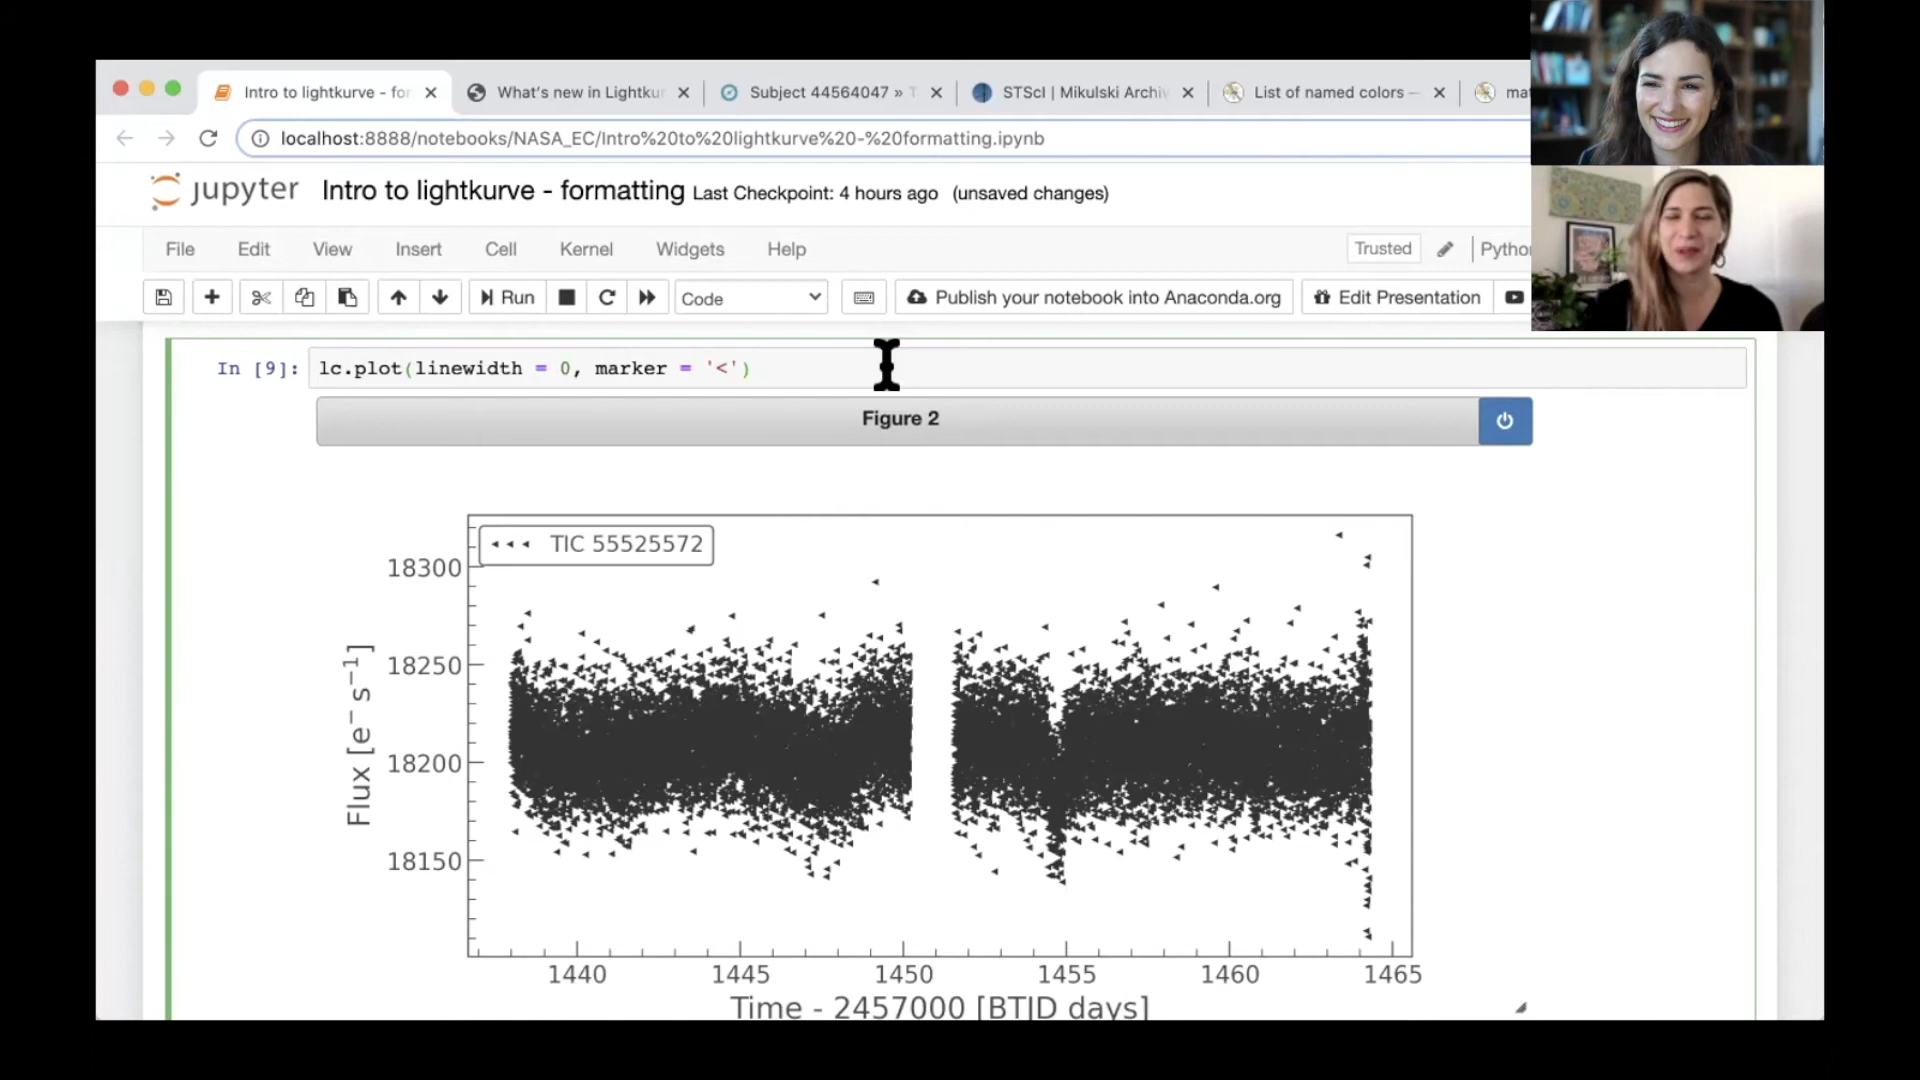 Intro to lightkurve - for
What's new in Lightkur
Subject 44564047 » T
STScI | Mikulski Archiv
List of named colors –
mat
localhost:8888/notebooks/NASA_EC/Intro%20to%20lightkurve%20-%20formatting.ipynb
jupyter Intro to lightkurve - formatting Last Checkpoint: 4 hours ago (unsaved changes)
File Edit View Insert Cell Kernel Widgets Help Trusted Pytho
Run Code Publish your notebook into Anaconda.org Edit Presentation
In [9]: lc.plot(linewidth = 0, marker = '<')
Figure 2
TIC 55525572
18300
18250
18200
18150
Flux [e⁻ s⁻¹]
1440 1445 1450 1455 1460 1465
Time - 2457000 [BTJD days]